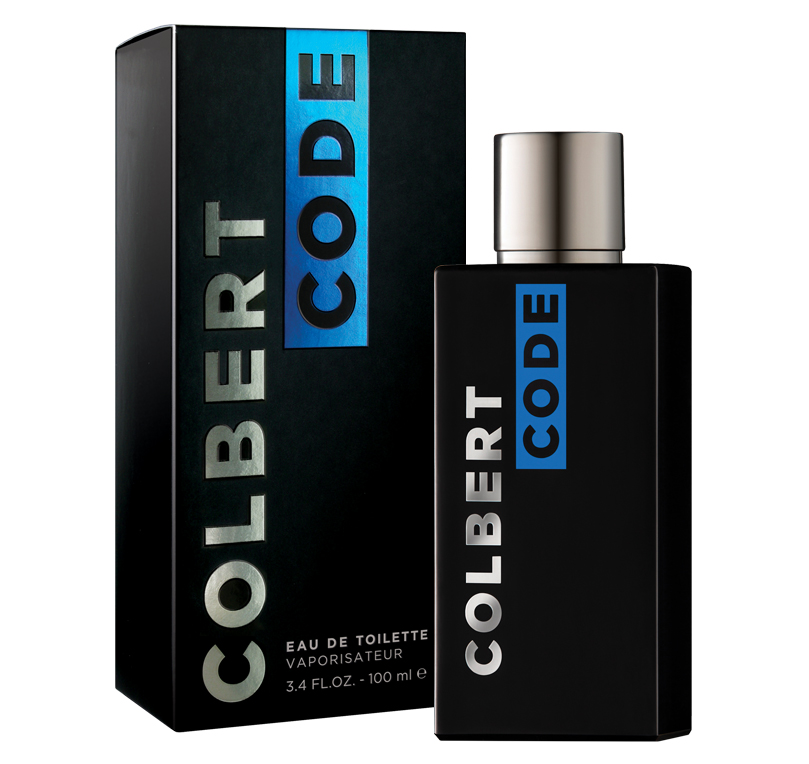 COLBERT
CODE
EAU DE TOILETTE
VAPORISATEUR
3.4 FL.OZ. - 100 ml ℮
COLBERT
CODE